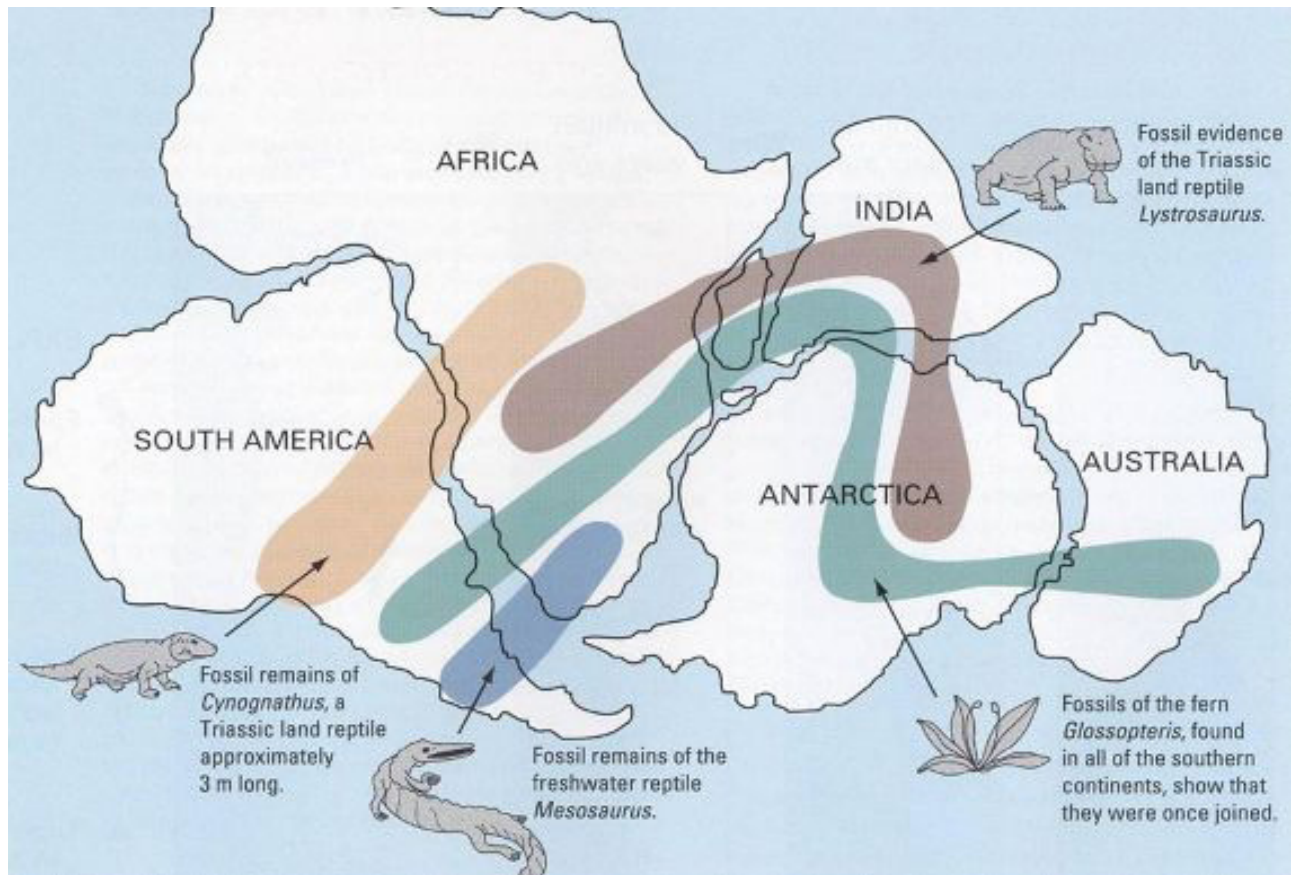 AFRICA
INDIA
Fossil evidence
of the Triassic
land reptile
Lystrosaurus.
SOUTH AMERICA
ANTARCTICA
AUSTRALIA
Fossil remains of
Cynognathus, a
Triassic land reptile
approximately
3 m long.
Fossil remains of the
freshwater reptile
Mesosaurus.
Fossils of the fern
Glossopteris, found
in all of the southern
continents, show that
they were once joined.